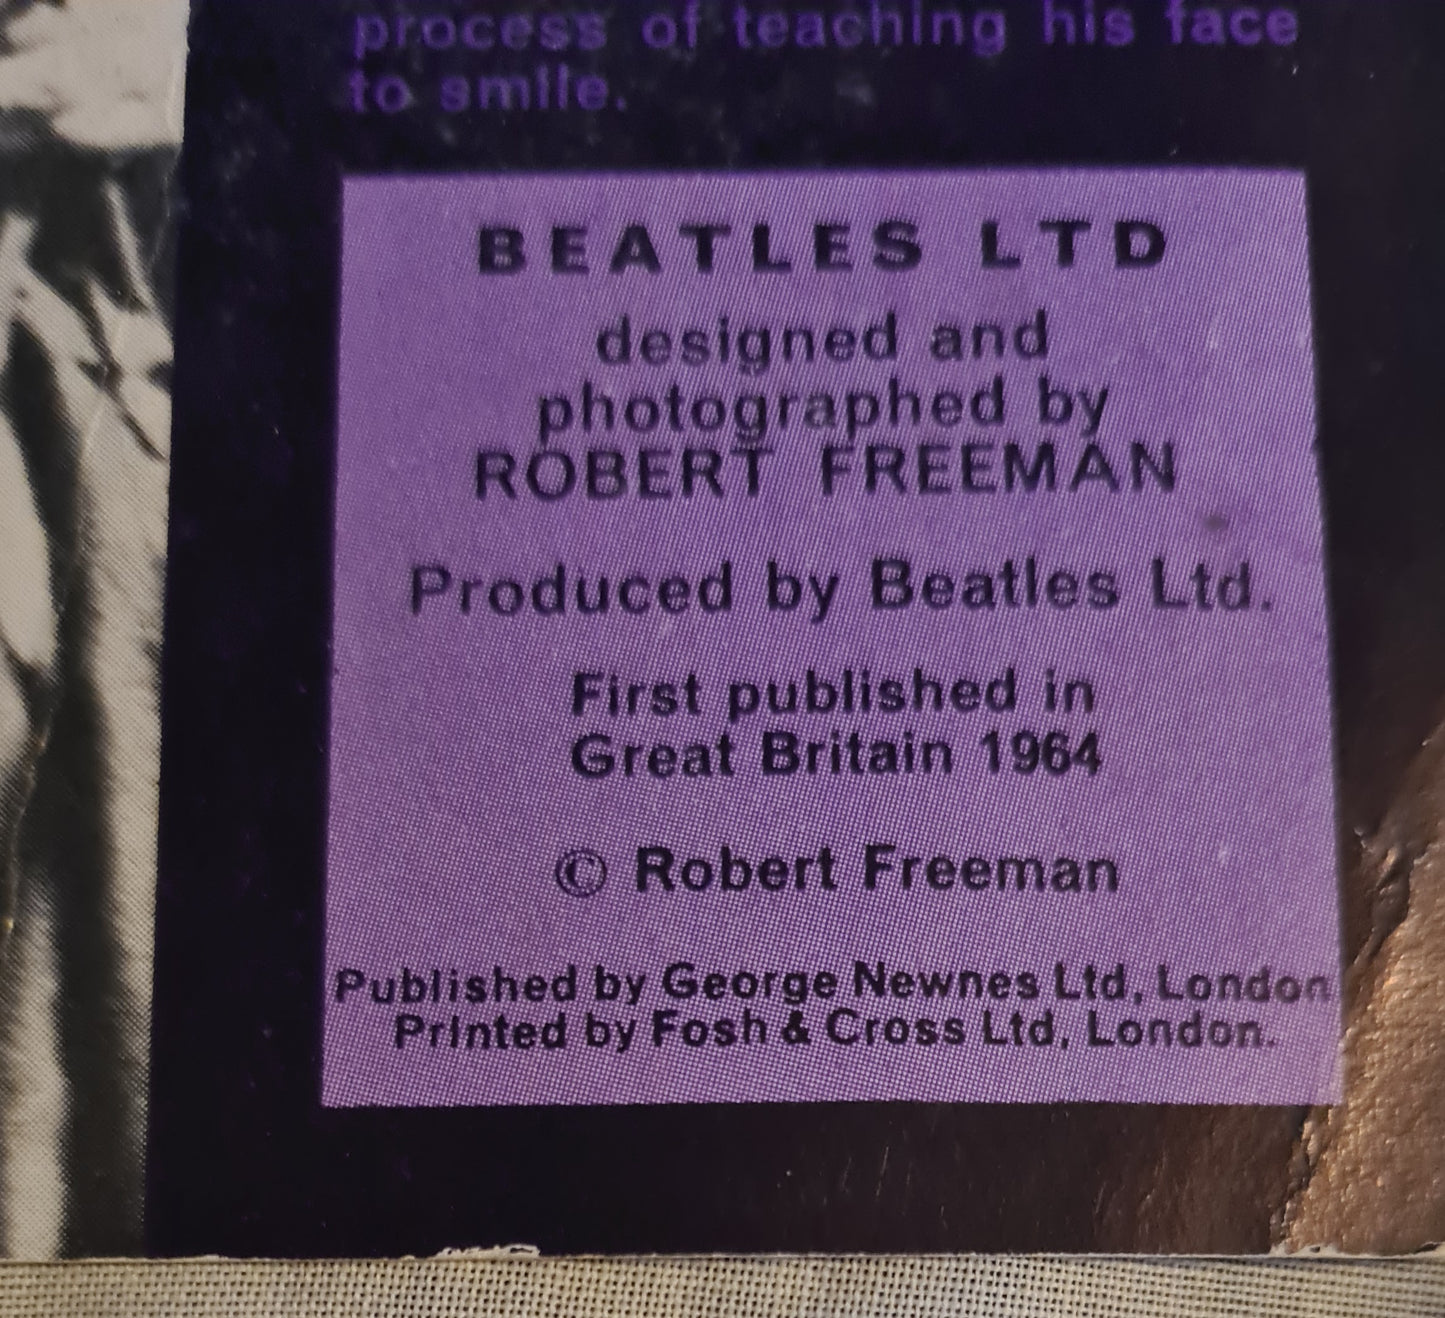 process of teaching his face
to smile.
BEATLES LTD
designed and
photographed by
ROBERT FREEMAN
Produced by Beatles Ltd.
First published in
Great Britain 1964
© Robert Freeman
Published by George Newnes Ltd, London
Printed by Fosh & Cross Ltd, London.